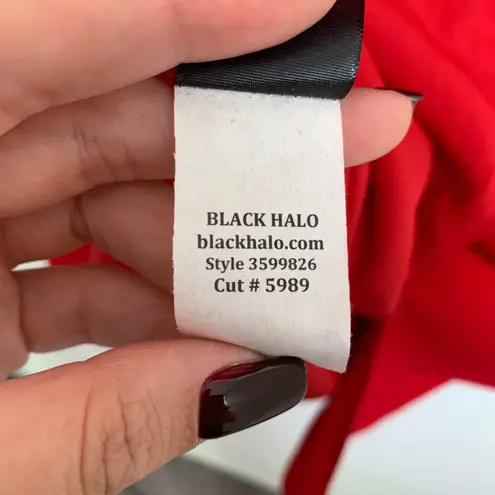 BLACK HALO
blackhalo.com
Style 3599826
Cut # 5989